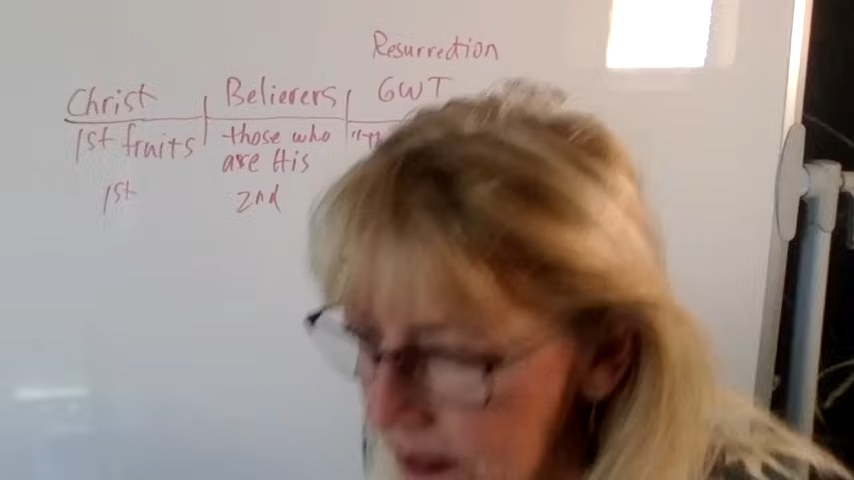 Resurrection
Christ Believers GWT
1st fruits those who
are His
1st 2nd